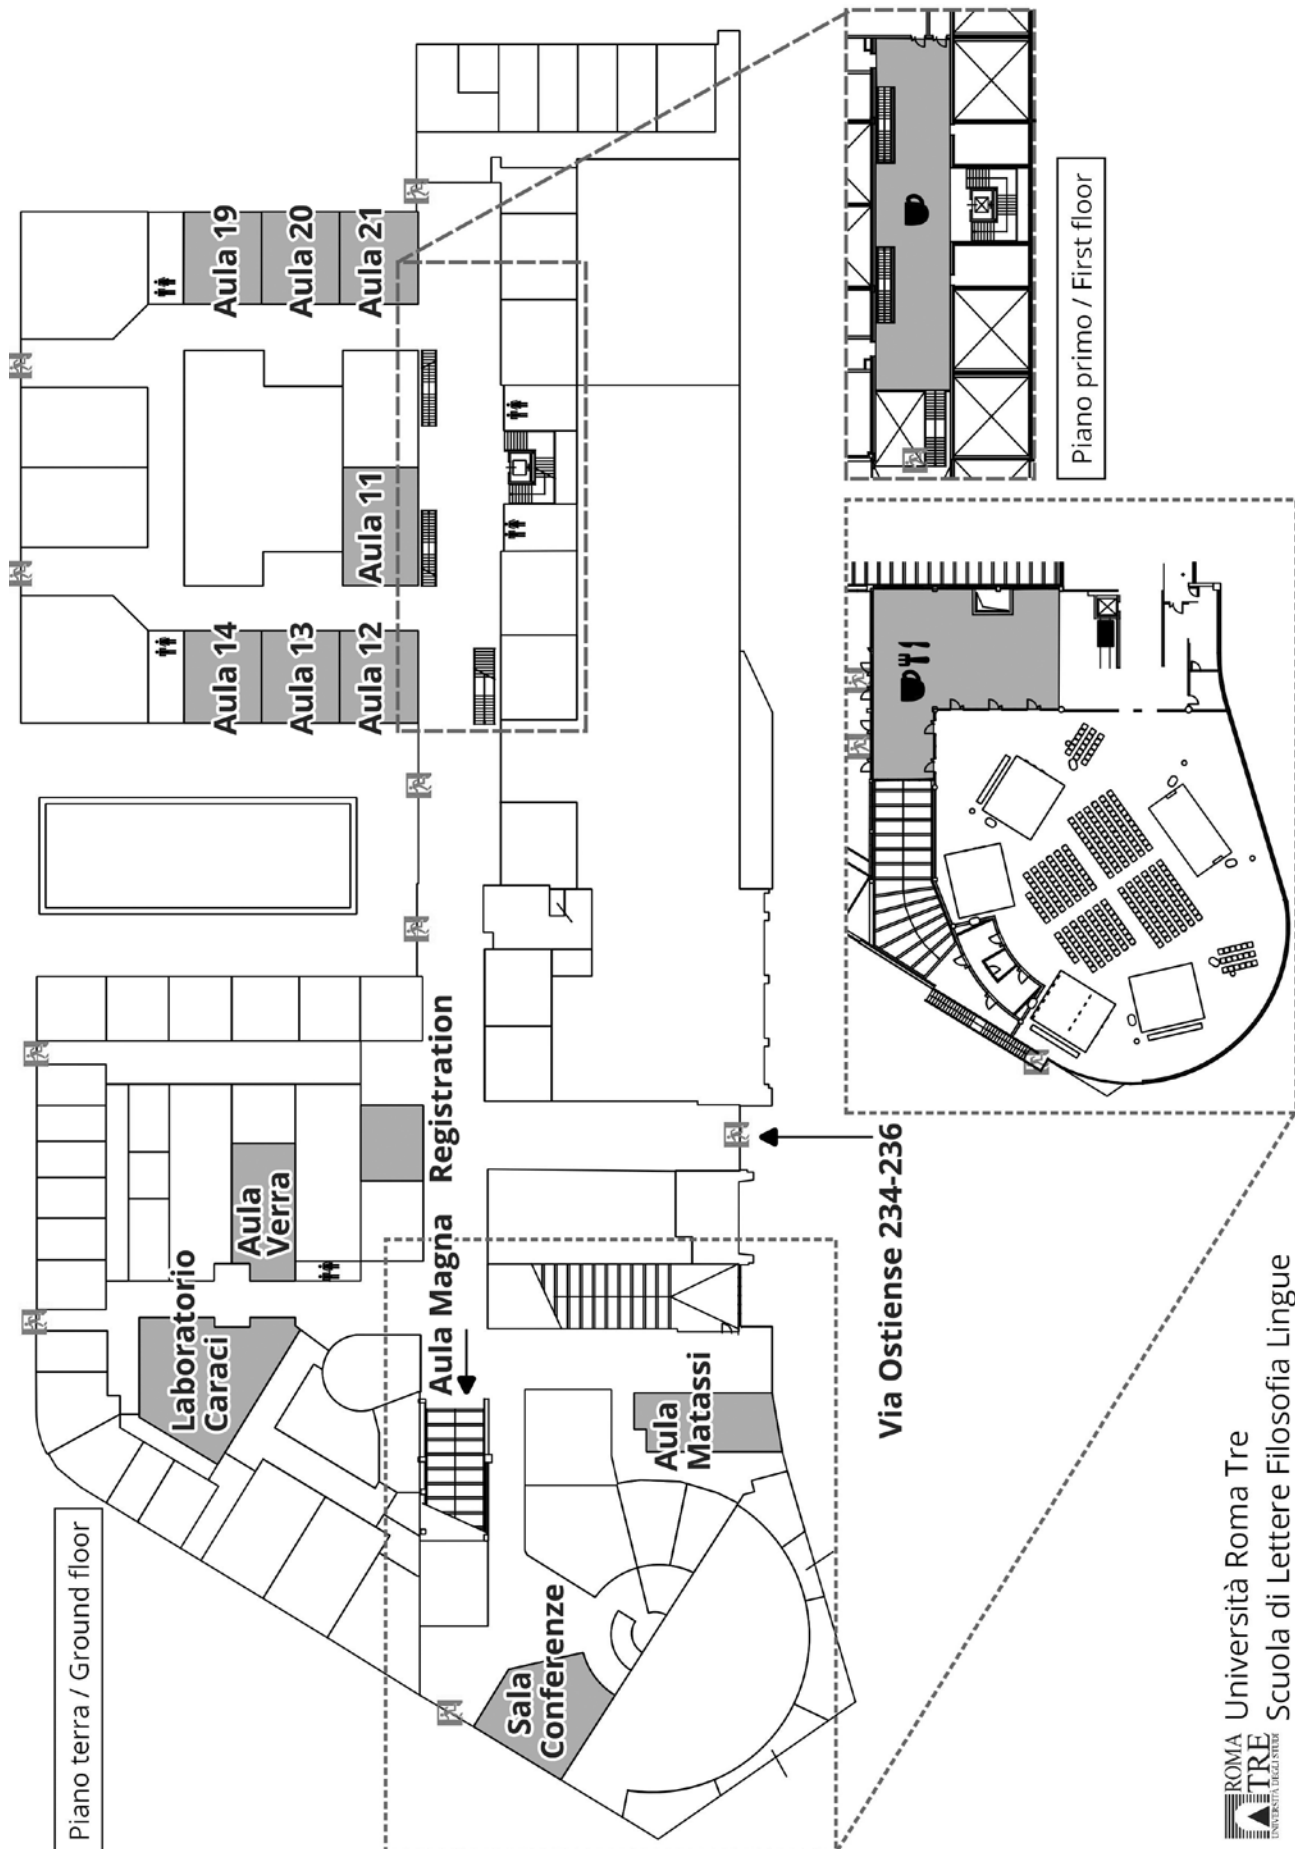 Piano terra / Ground floor
Laboratorio
Caraci
Aula
Verra
Aula 14
Aula 13
Aula 12
Aula 11
Aula 19
Aula 20
Aula 21
Aula Magna
Registration
Sala
Conferenze
Aula
Matassi
Via Ostiense 234-236
Piano primo / First floor
ROMA
TRE
UNIVERSITÀ DEGLI STUDI
Università Roma Tre
Scuola di Lettere Filosofia Lingue